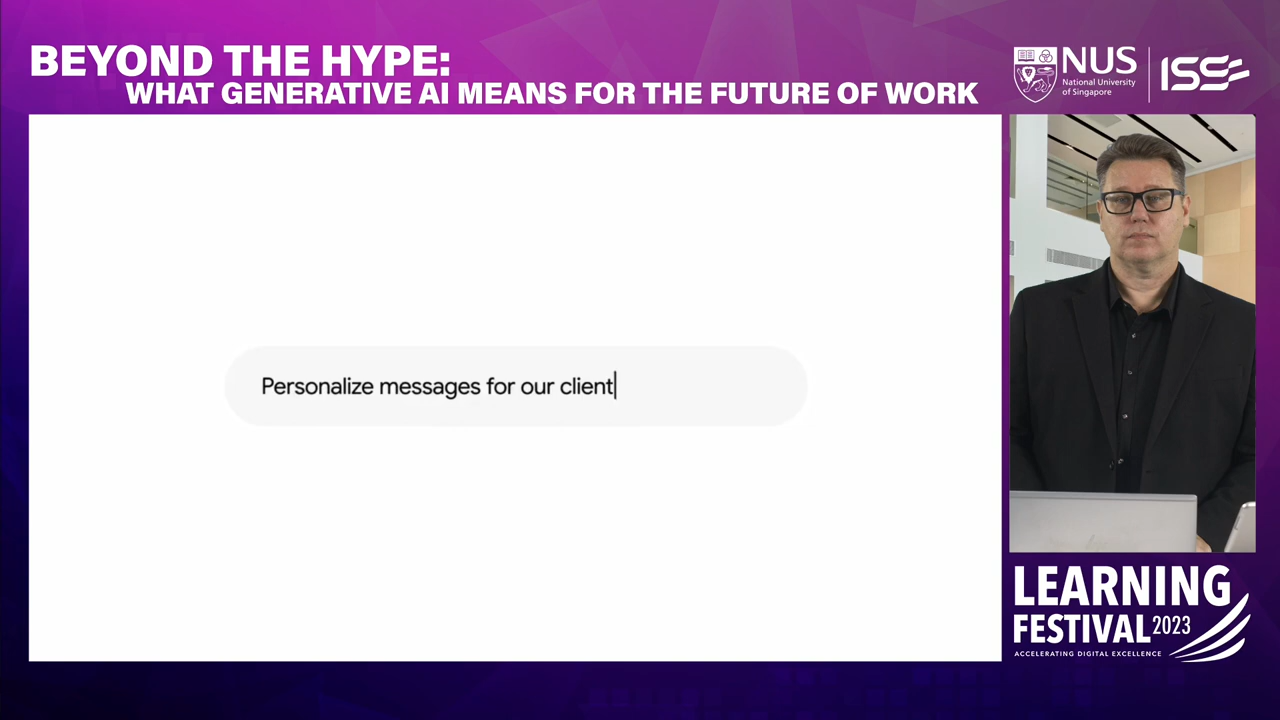 BEYOND THE HYPE:
WHAT GENERATIVE AI MEANS FOR THE FUTURE OF WORK
NUS
National University
of Singapore
ISS
Personalize messages for our client
LEARNING
FESTIVAL 2023
ACCELERATING DIGITAL EXCELLENCE